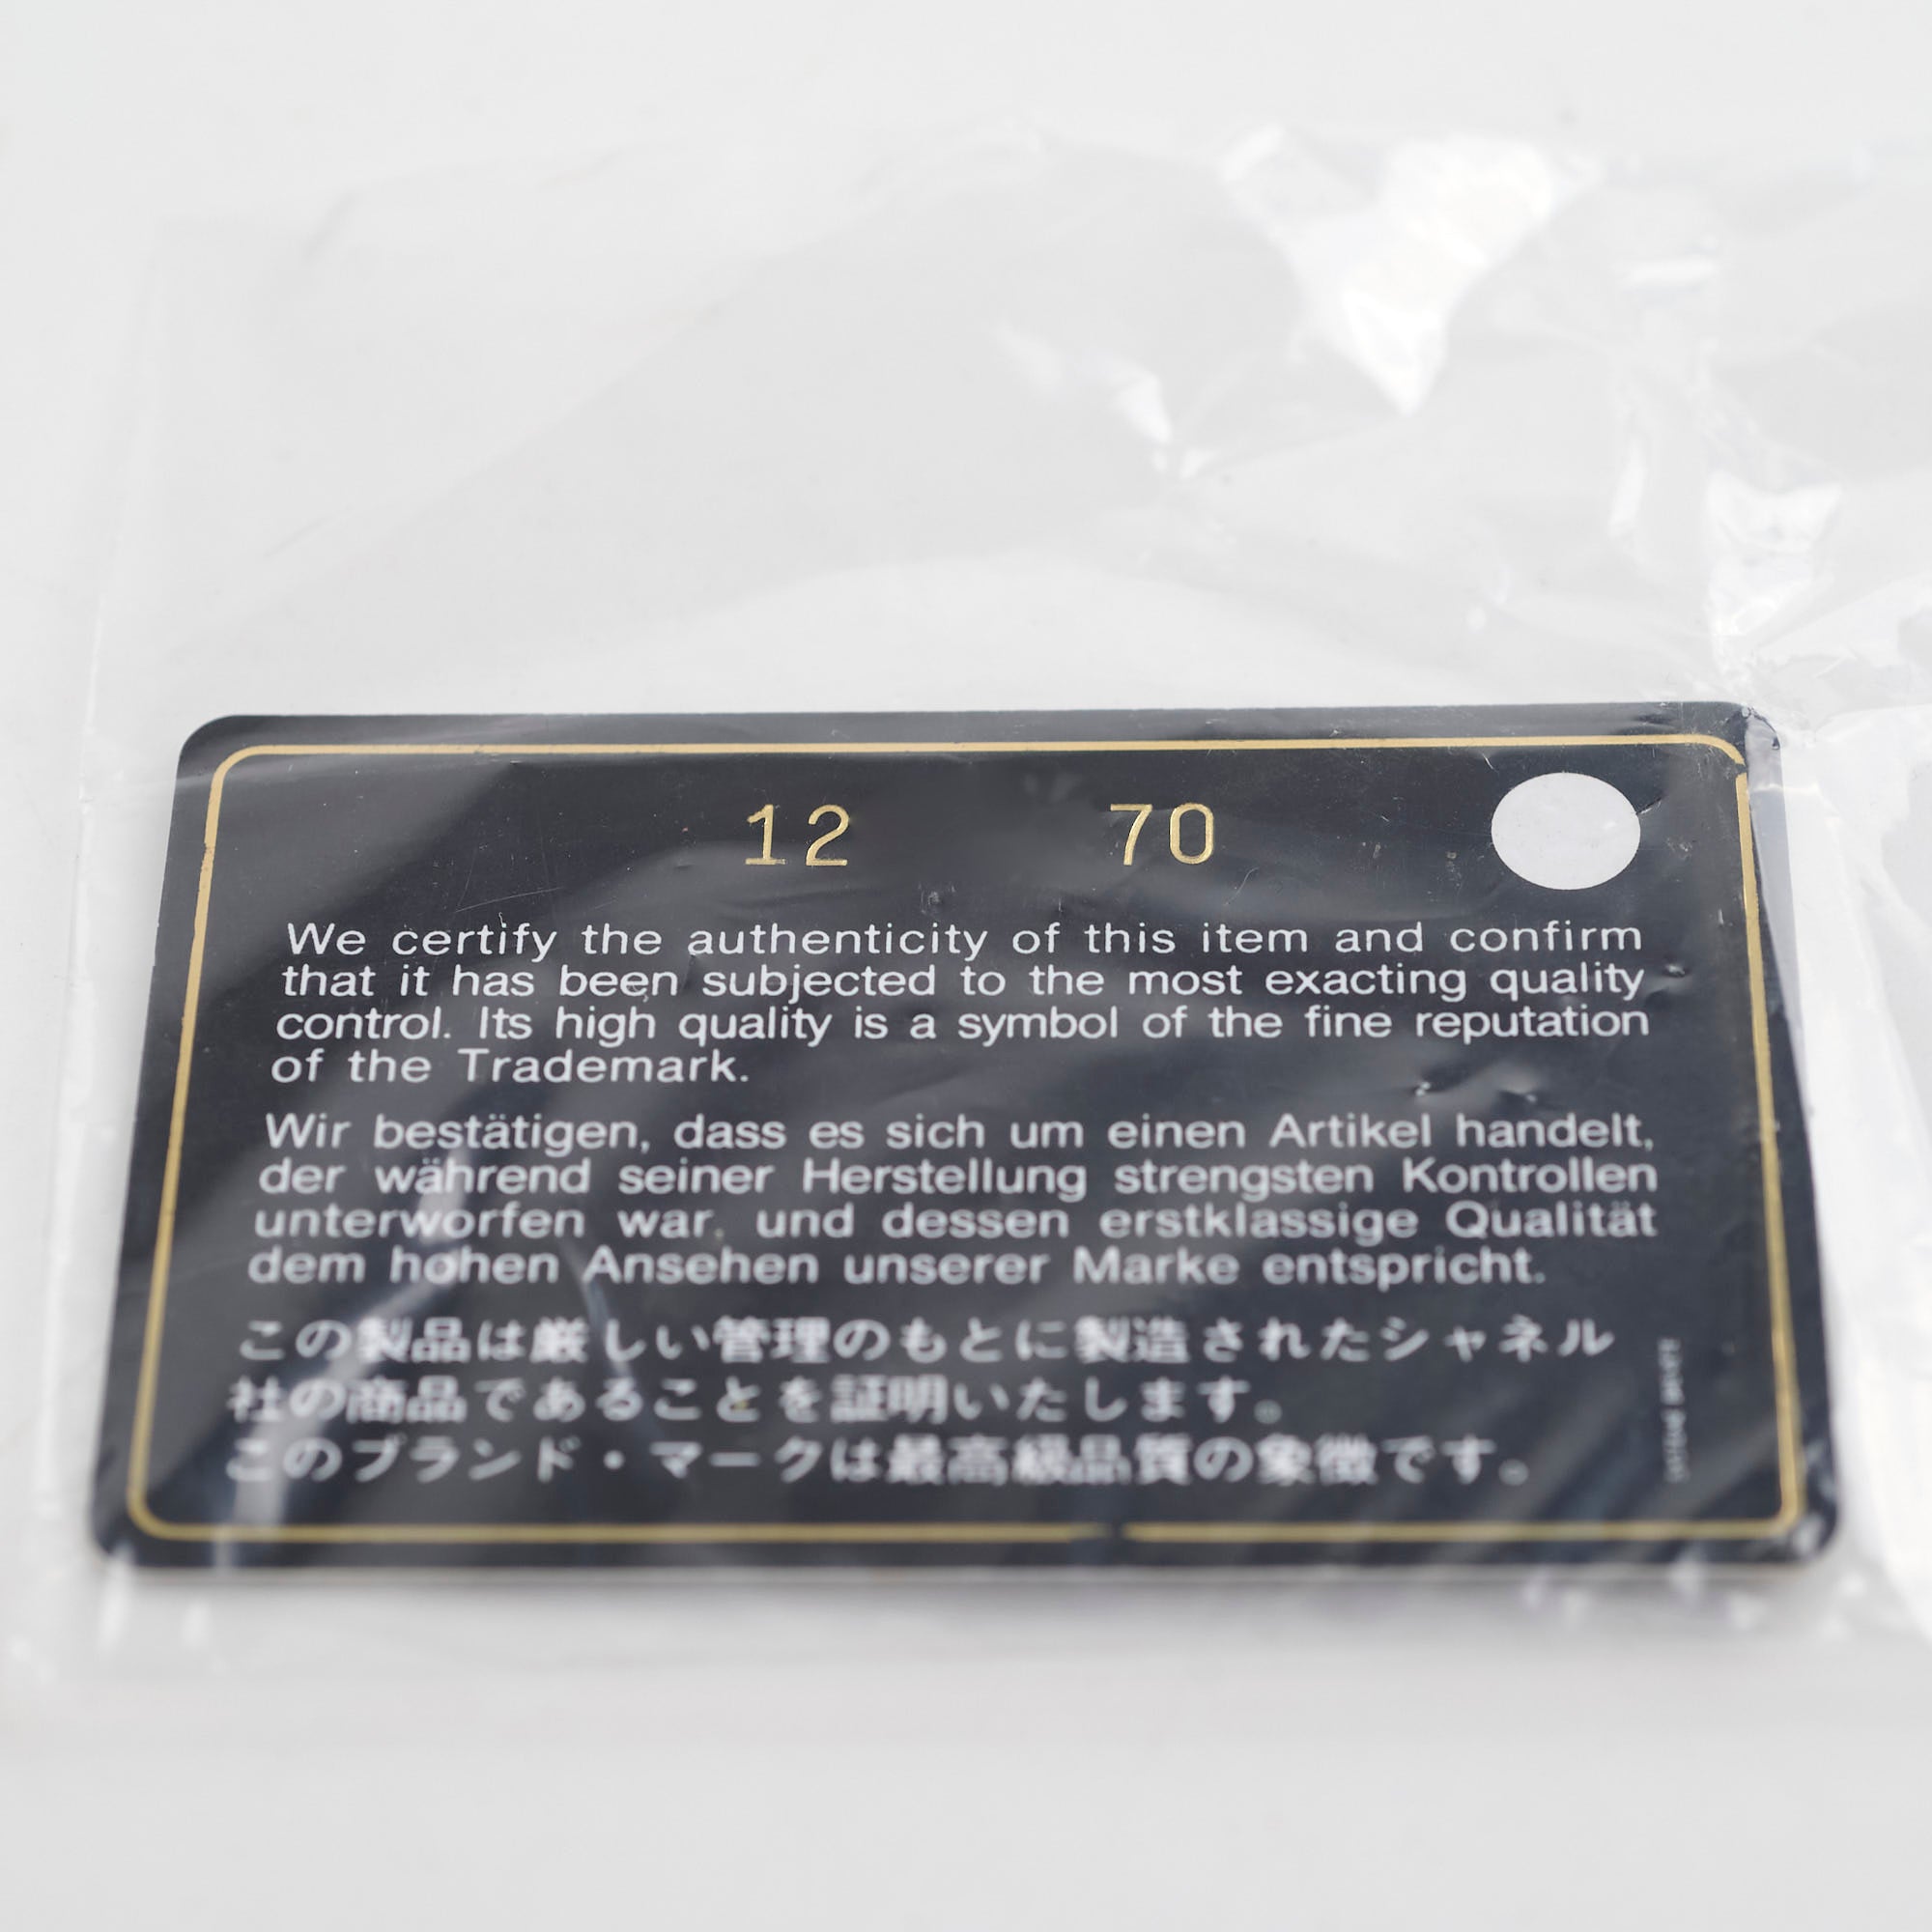 12 70
We certify the authenticity of this item and confirm
that it has been subjected to the most exacting quality
control. Its high quality is a symbol of the fine reputation
of the Trademark.
Wir bestätigen, dass es sich um einen Artikel handelt,
der während seiner Herstellung strengsten Kontrollen
unterworfen war, und dessen erstklassige Qualität
dem hohen Ansehen unserer Marke entspricht.
この製品は厳しい管理のもとに製造されたシャネル
社の商品であることを証明いたします。
このブランド・マークは最高級品質の象徴です。